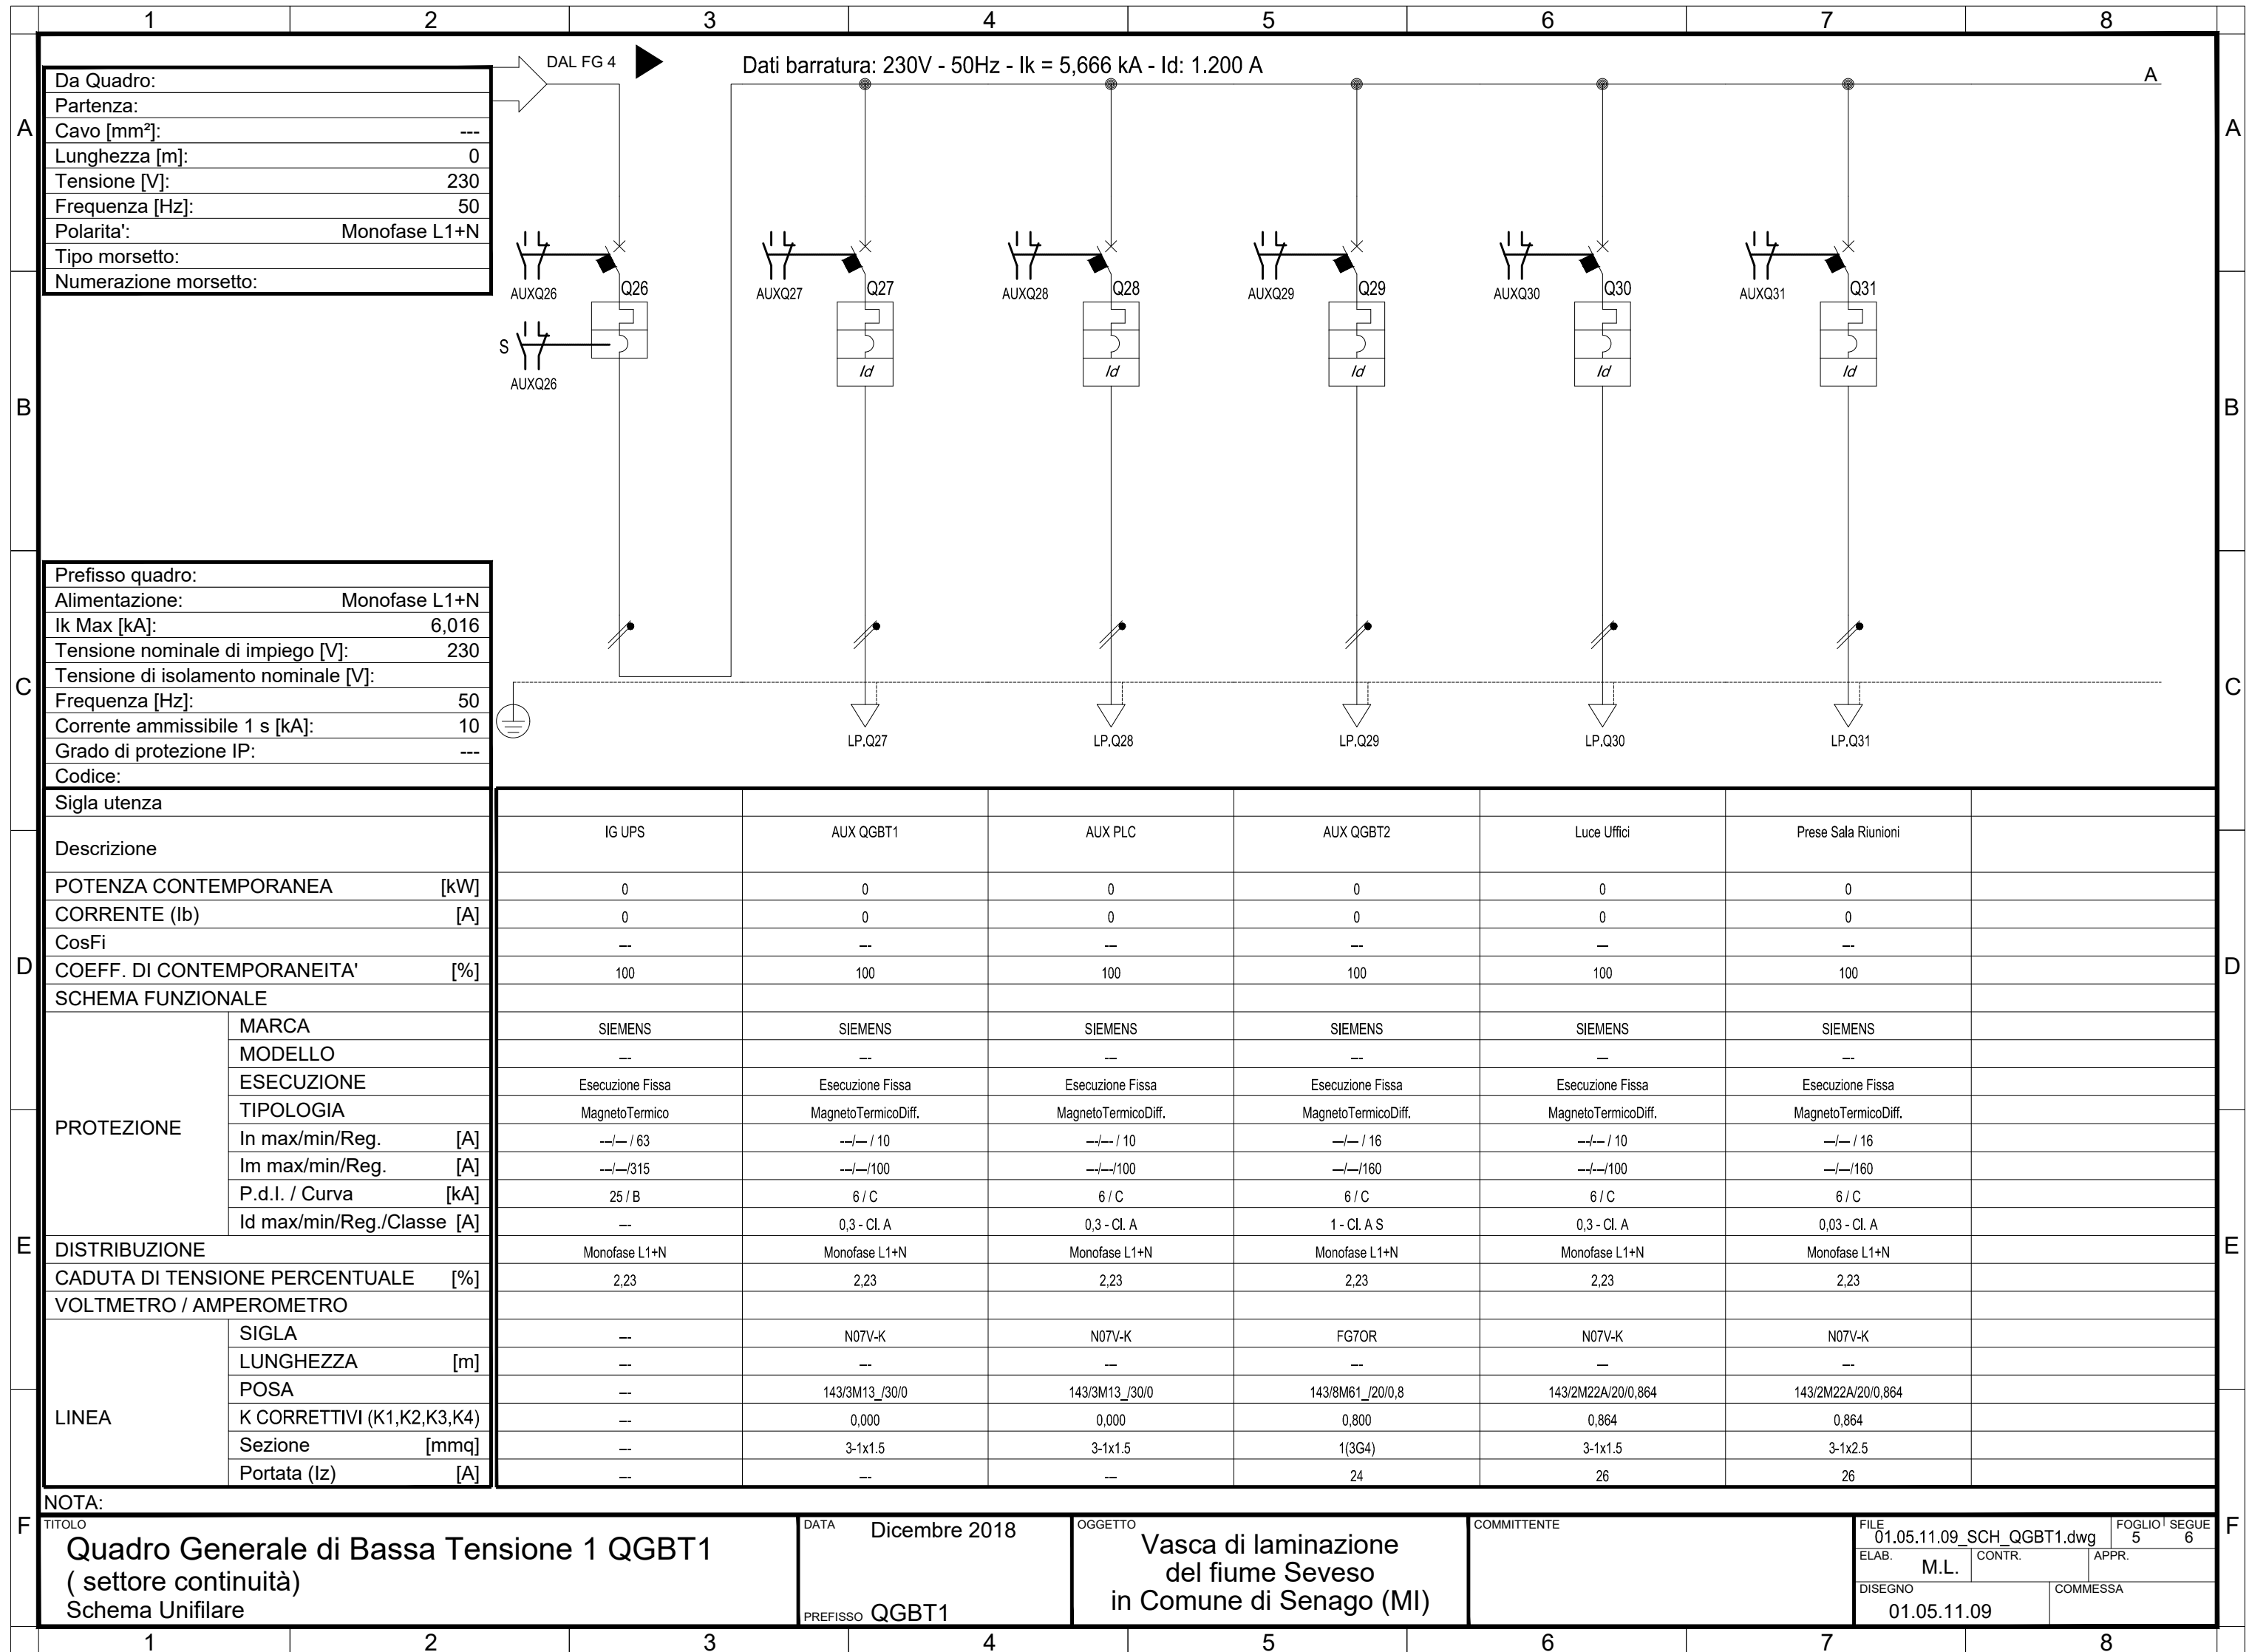 1 2 3 4 5 6 7 8
DAL FG 4
Dati barratura: 230V - 50Hz - Ik = 5,666 kA - Id: 1.200 A
A
Da Quadro:
Partenza:
Cavo [mm²]: ---
Lunghezza [m]: 0
Tensione [V]: 230
Frequenza [Hz]: 50
Polarita': Monofase L1+N
Tipo morsetto:
Numerazione morsetto:
A A
AUXQ26 Q26 AUXQ27 Q27 AUXQ28 Q28 AUXQ29 Q29 AUXQ30 Q30 AUXQ31 Q31
S
AUXQ26
Id Id Id Id Id
B B
Prefisso quadro:
Alimentazione: Monofase L1+N
Ik Max [kA]: 6,016
Tensione nominale di impiego [V]: 230
Tensione di isolamento nominale [V]:
Frequenza [Hz]: 50
Corrente ammissibile 1 s [kA]: 10
Grado di protezione IP: ---
Codice:
C C
LP.Q27 LP.Q28 LP.Q29 LP.Q30 LP.Q31
Sigla utenza
Descrizione IG UPS AUX QGBT1 AUX PLC AUX QGBT2 Luce Uffici Prese Sala Riunioni
POTENZA CONTEMPORANEA [kW] 0 0 0 0 0 0
CORRENTE (Ib) [A] 0 0 0 0 0 0
CosFi --- --- --- --- --- ---
D COEFF. DI CONTEMPORANEITA' [%] 100 100 100 100 100 100 D
SCHEMA FUNZIONALE
PROTEZIONE
MARCA SIEMENS SIEMENS SIEMENS SIEMENS SIEMENS SIEMENS
MODELLO --- --- --- --- --- ---
ESECUZIONE Esecuzione Fissa Esecuzione Fissa Esecuzione Fissa Esecuzione Fissa Esecuzione Fissa Esecuzione Fissa
TIPOLOGIA MagnetoTermico MagnetoTermicoDiff. MagnetoTermicoDiff. MagnetoTermicoDiff. MagnetoTermicoDiff. MagnetoTermicoDiff.
In max/min/Reg. [A] ---/--- / 63 ---/--- / 10 ---/--- / 10 ---/--- / 16 ---/--- / 10 ---/--- / 16
Im max/min/Reg. [A] ---/---/315 ---/---/100 ---/---/100 ---/---/160 ---/---/100 ---/---/160
P.d.I. / Curva [kA] 25 / B 6 / C 6 / C 6 / C 6 / C 6 / C
Id max/min/Reg./Classe [A] --- 0,3 - Cl. A 0,3 - Cl. A 1 - Cl. A S 0,3 - Cl. A 0,03 - Cl. A
E DISTRIBUZIONE Monofase L1+N Monofase L1+N Monofase L1+N Monofase L1+N Monofase L1+N Monofase L1+N E
CADUTA DI TENSIONE PERCENTUALE [%] 2,23 2,23 2,23 2,23 2,23 2,23
VOLTMETRO / AMPEROMETRO
LINEA
SIGLA --- N07V-K N07V-K FG7OR N07V-K N07V-K
LUNGHEZZA [m] --- --- --- --- --- ---
POSA --- 143/3M13_/30/0 143/3M13_/30/0 143/8M61_/20/0,8 143/2M22A/20/0,864 143/2M22A/20/0,864
K CORRETTIVI (K1,K2,K3,K4) --- 0,000 0,000 0,800 0,864 0,864
Sezione [mmq] --- 3-1x1.5 3-1x1.5 1(3G4) 3-1x1.5 3-1x2.5
Portata (Iz) [A] --- --- --- 24 26 26
NOTA:
F F
TITOLO
Quadro Generale di Bassa Tensione 1 QGBT1
( settore continuità)
Schema Unifilare
DATA Dicembre 2018
PREFISSO QGBT1
OGGETTO
Vasca di laminazione
del fiume Seveso
in Comune di Senago (MI)
COMMITTENTE
FILE 01.05.11.09_SCH_QGBT1.dwg
FOGLIO 5 SEGUE 6
ELAB. M.L. CONTR. APPR.
DISEGNO 01.05.11.09 COMMESSA
1 2 3 4 5 6 7 8